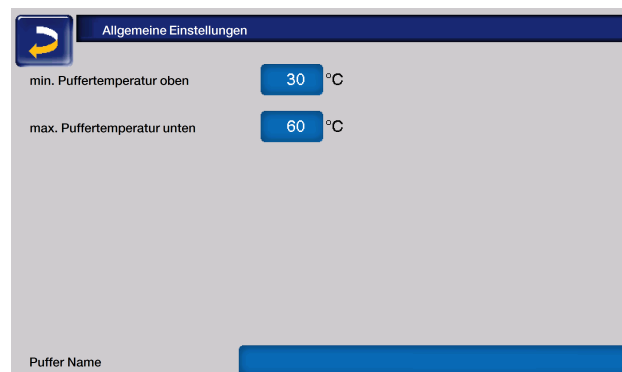 Allgemeine Einstellungen
min. Puffertemperatur oben 30 °C
max. Puffertemperatur unten 60 °C
Puffer Name